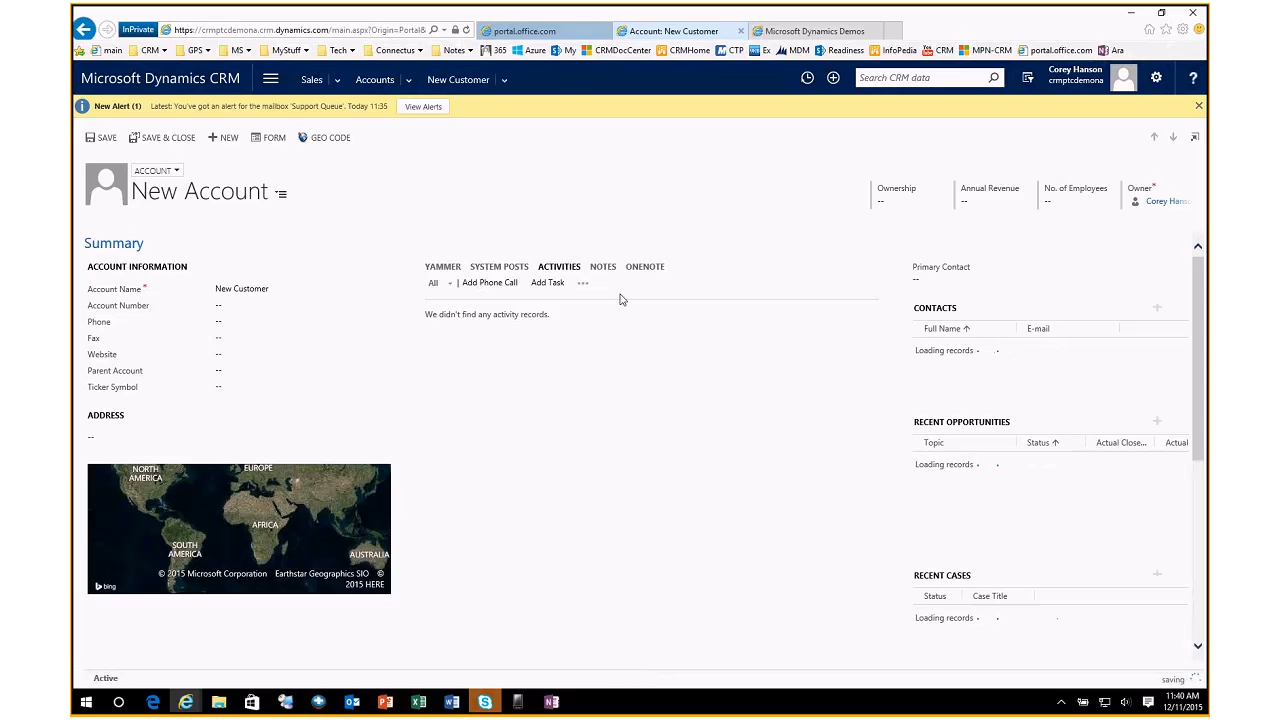 InPrivate https://crmptcdemona.crm.dynamics.com/main.aspx?Origin=Portal& portal.office.com Account: New Customer × Microsoft Dynamics Demos
main CRM GPS MS MyStuff Tech Connectus Notes 365 Azure My CRMDocCenter CRMHome CTP Ex MDM Readiness InfoPedia CRM MPN-CRM portal.office.com Ara
Microsoft Dynamics CRM Sales Accounts New Customer Search CRM data Corey Hanson
crmptcdemona ?
New Alert (1) Latest: You've got an alert for the mailbox 'Support Queue'. Today 11:35 View Alerts ×
SAVE SAVE & CLOSE + NEW FORM GEO CODE
ACCOUNT
New Account
Ownership Annual Revenue No. of Employees Owner*
-- -- -- Corey Hans
Summary
ACCOUNT INFORMATION
Account Name * New Customer
Account Number --
Phone --
Fax --
Website --
Parent Account --
Ticker Symbol --
ADDRESS
--
NORTH AMERICA
EUROPE
AFRICA
SOUTH AMERICA
AUSTRALIA
© 2015 Microsoft Corporation Earthstar Geographics SIO ©
2015 HERE
bing
YAMMER SYSTEM POSTS ACTIVITIES NOTES ONENOTE
All | Add Phone Call Add Task •••
We didn't find any activity records.
Primary Contact
--
CONTACTS +
Full Name ↑ E-mail
Loading records
RECENT OPPORTUNITIES +
Topic Status ↑ Actual Close... Actual
Loading records
RECENT CASES +
Status Case Title
Loading records
Active
saving
11:40 AM
12/11/2015